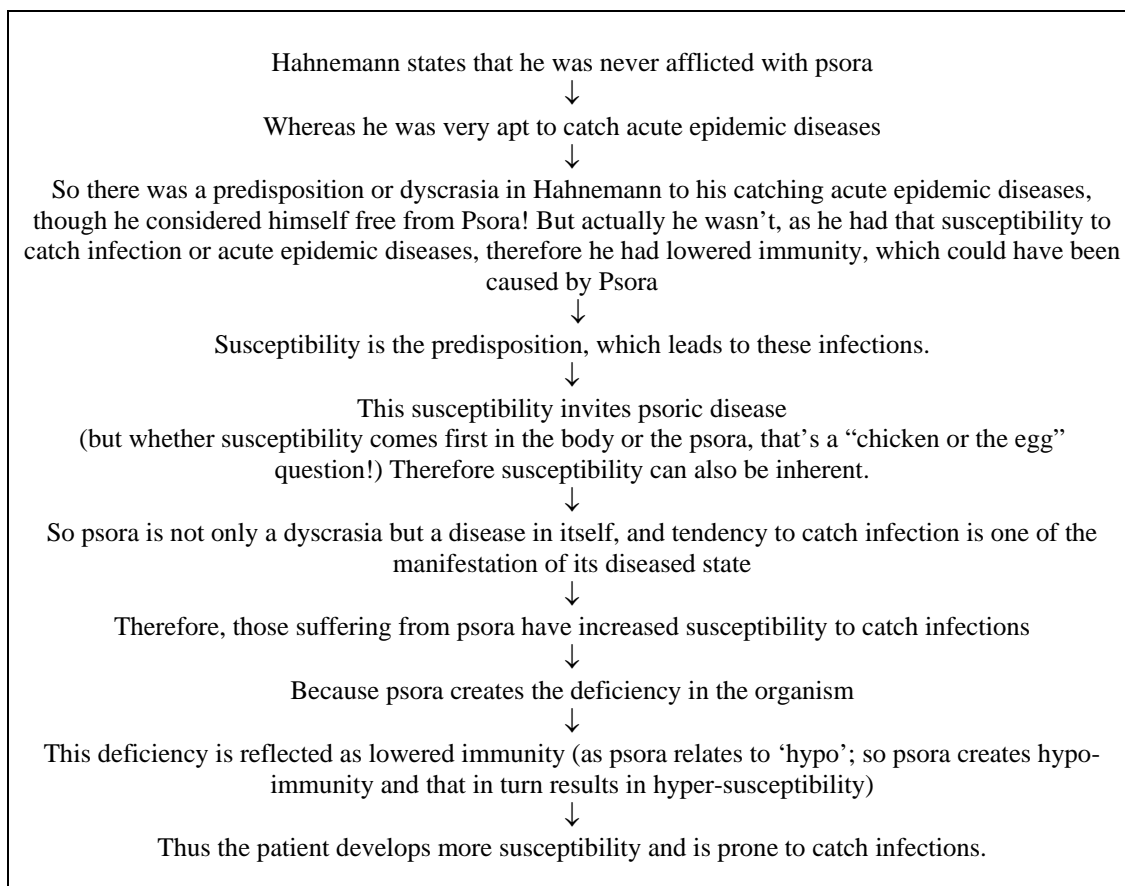 Hahnemann states that he was never afflicted with psora
↓
Whereas he was very apt to catch acute epidemic diseases
↓
So there was a predisposition or dyscrasia in Hahnemann to his catching acute epidemic diseases,
though he considered himself free from Psora! But actually he wasn’t, as he had that susceptibility to
catch infection or acute epidemic diseases, therefore he had lowered immunity, which could have been
caused by Psora
↓
Susceptibility is the predisposition, which leads to these infections.
↓
This susceptibility invites psoric disease
(but whether susceptibility comes first in the body or the psora, that’s a “chicken or the egg”
question!) Therefore susceptibility can also be inherent.
↓
So psora is not only a dyscrasia but a disease in itself, and tendency to catch infection is one of the
manifestation of its diseased state
↓
Therefore, those suffering from psora have increased susceptibility to catch infections
↓
Because psora creates the deficiency in the organism
↓
This deficiency is reflected as lowered immunity (as psora relates to ‘hypo’; so psora creates hypo-
immunity and that in turn results in hyper-susceptibility)
↓
Thus the patient develops more susceptibility and is prone to catch infections.